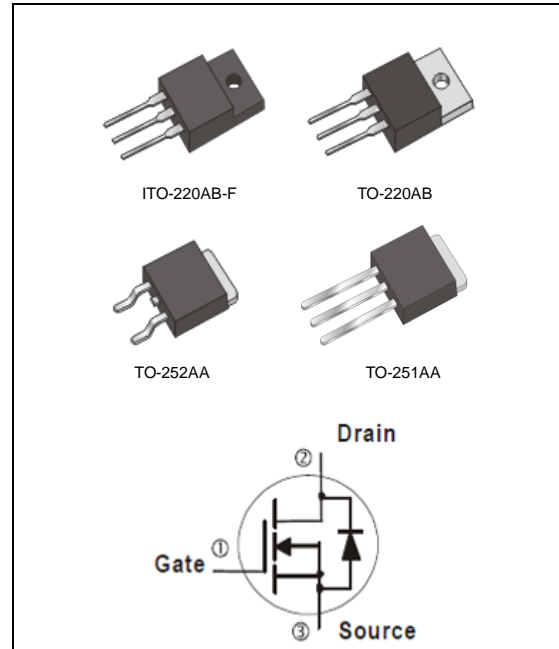 ITO-220AB-F
TO-220AB
TO-252AA
TO-251AA
Drain
②
Gate ①
③ Source